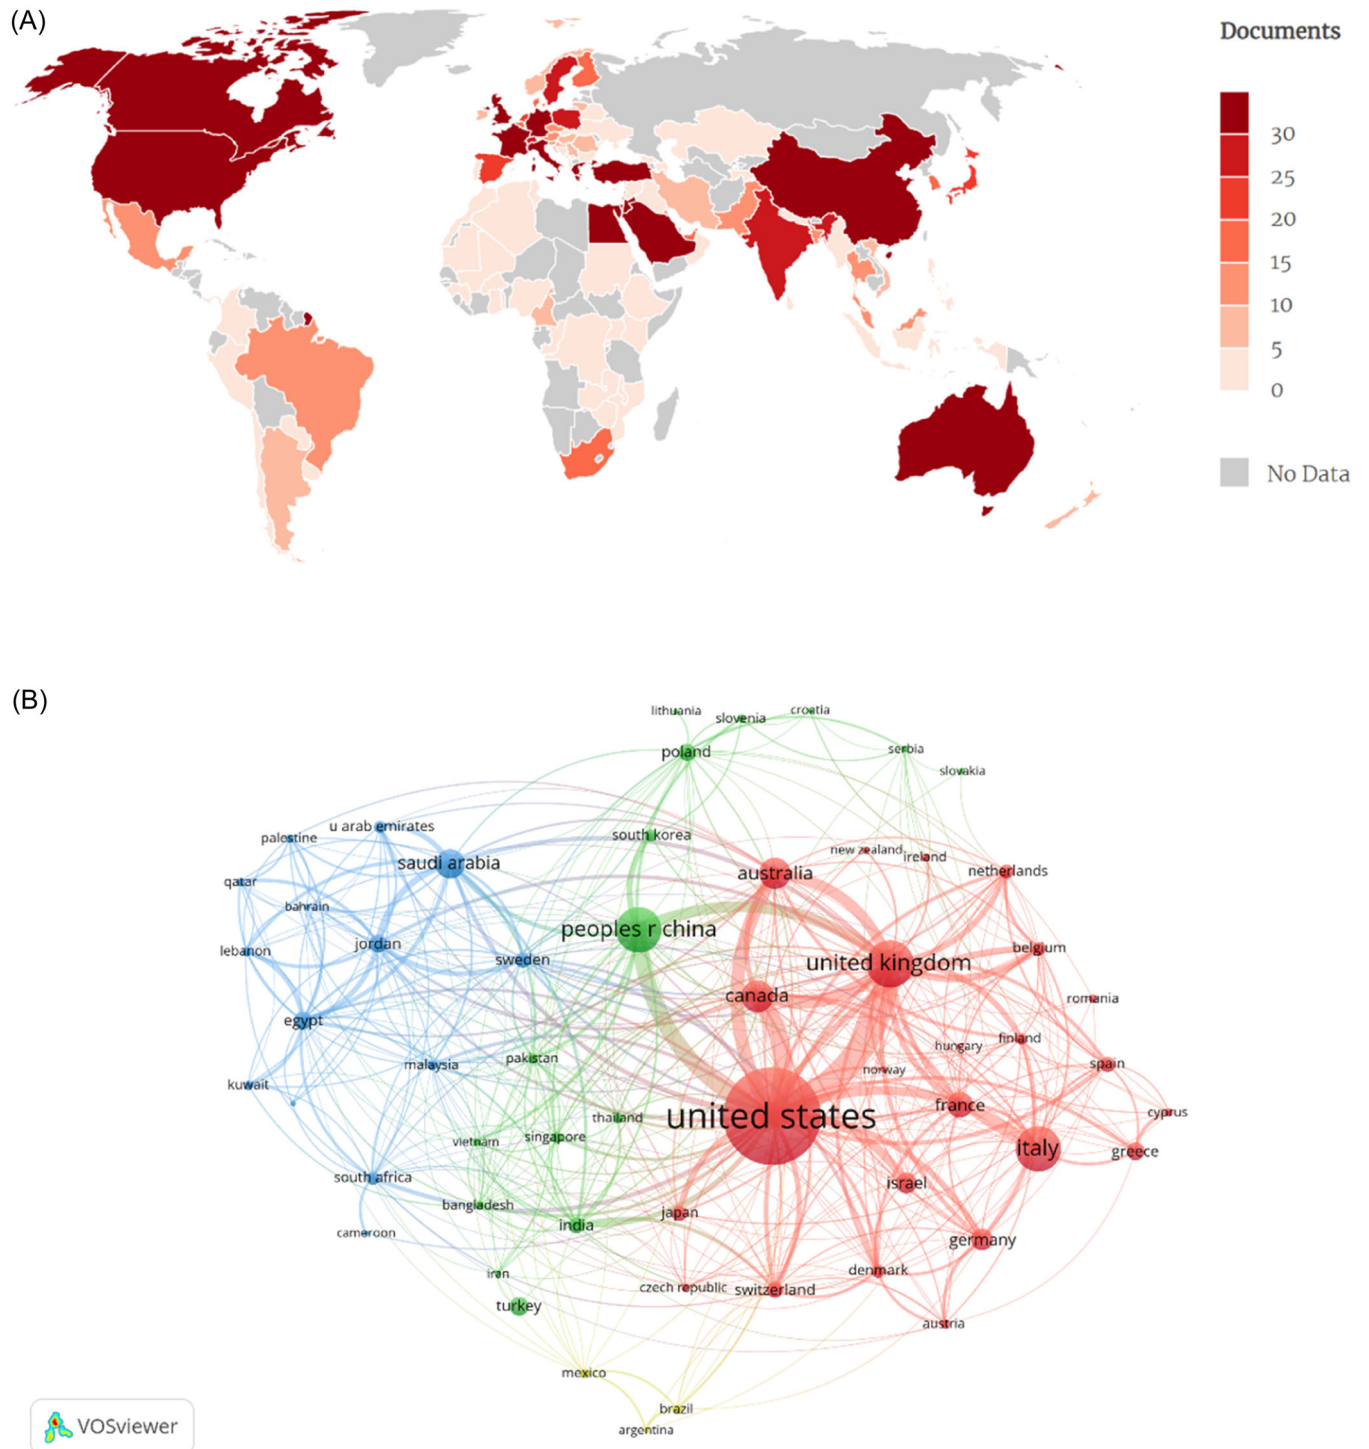 (A)
Documents
30
25
20
15
10
5
0
No Data
(B)
lithuania
slovenia
croatia
poland
serbia
slovakia
palestine
u arab emirates
south korea
saudi arabia
australia
new zealand
ireland
netherlands
qatar
bahrain
lebanon
jordan
peoples r china
sweden
united kingdom
belgium
canada
romania
egypt
hungary
finland
kuwait
malaysia
pakistan
norway
spain
thailand
united states
france
cyprus
vietnam
singapore
italy
greece
south africa
israel
bangladesh
india
japan
cameroon
germany
iran
czech republic
switzerland
denmark
turkey
austria
mexico
brazil
argentina
VOSviewer